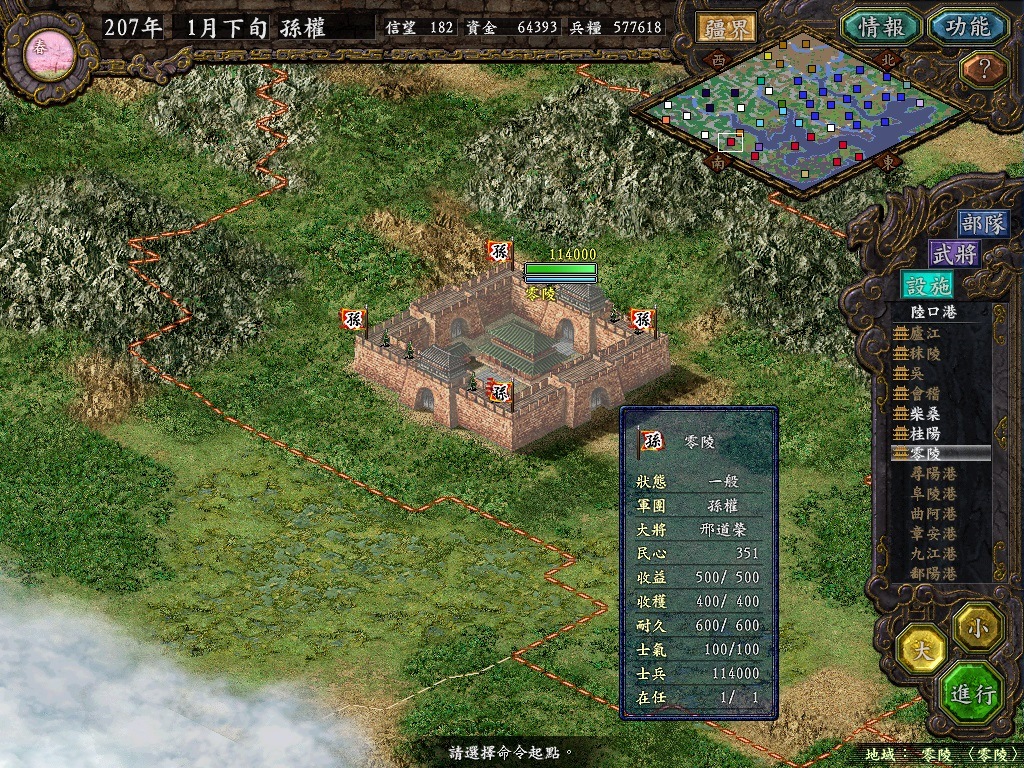 207年 1月下旬 孫權 信望 182 資金 64393 兵糧 577618
疆界 情報 功能
春
?
西 北
南 東
部隊
武將
設施
陸口港
廬江
秣陵
吳
會稽
柴桑
桂陽
零陵
尋陽港
阜陵港
曲阿港
章安港
九江港
鄱陽港
孫
114000
零陵
孫
孫
孫
孫 零陵
狀態 一般
軍團 孫權
大將 邢道榮
民心 351
收益 500/ 500
收穫 400/ 400
耐久 600/ 600
士氣 100/100
士兵 114000
在任 1/ 1
小
大
進行
請選擇命令起點。
地域： 零陵 〈零陵〉